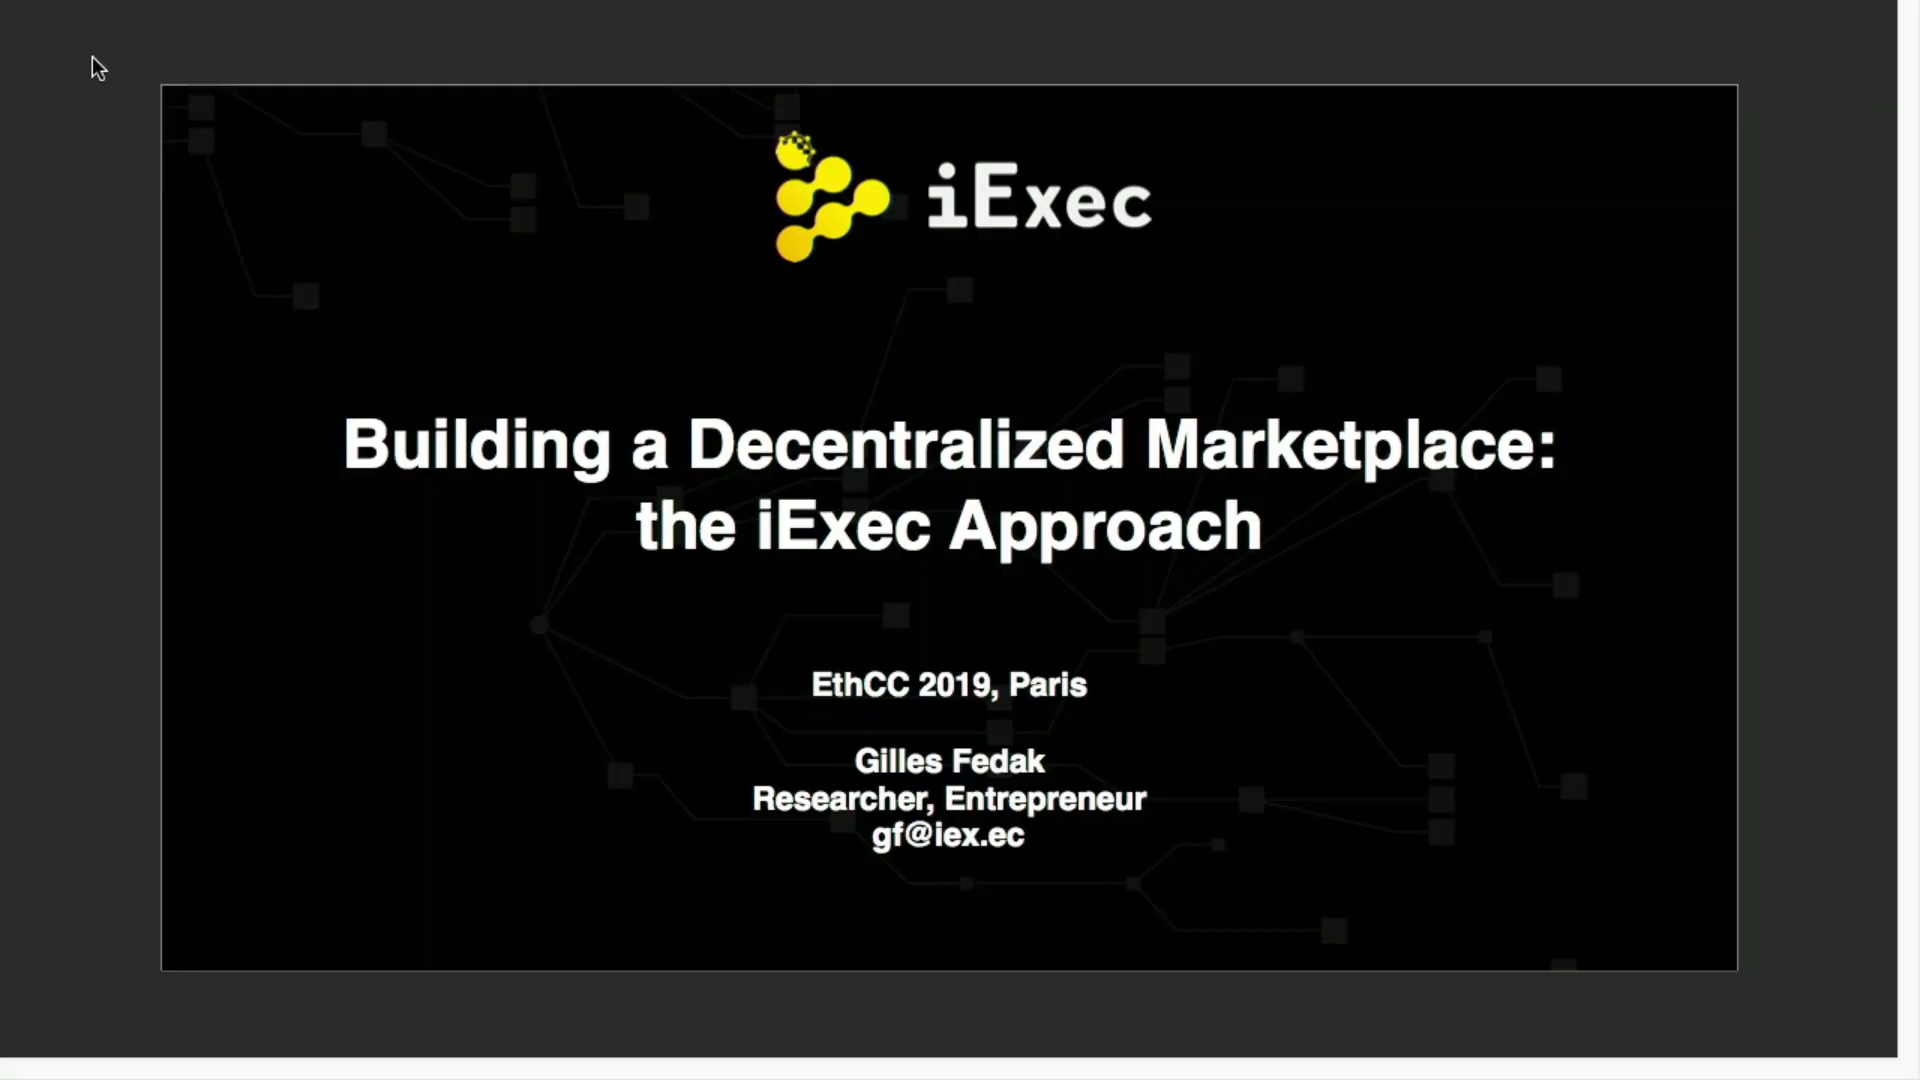 iExec
Building a Decentralized Marketplace:
the iExec Approach
EthCC 2019, Paris
Gilles Fedak
Researcher, Entrepreneur
gf@iex.ec